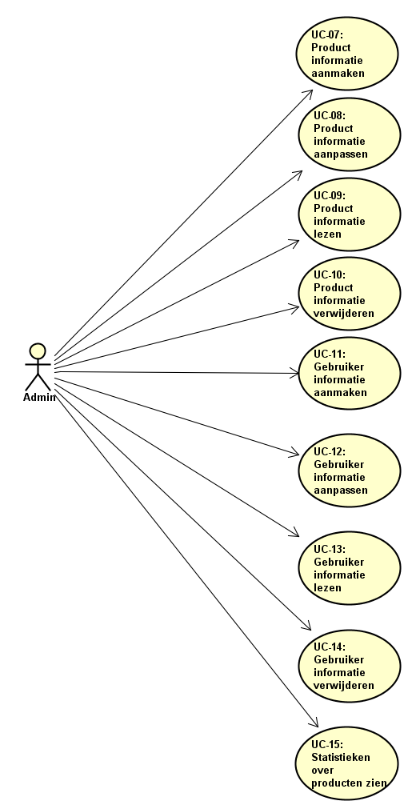 UC-07:
Product
informatie
aanmaken
UC-08:
Product
informatie
aanpassen
UC-09:
Product
informatie
lezen
UC-10:
Product
informatie
verwijderen
UC-11:
Gebruiker
informatie
aanmaken
Admin
UC-12:
Gebruiker
informatie
aanpassen
UC-13:
Gebruiker
informatie
lezen
UC-14:
Gebruiker
informatie
verwijderen
UC-15:
Statistieken
over
producten zien